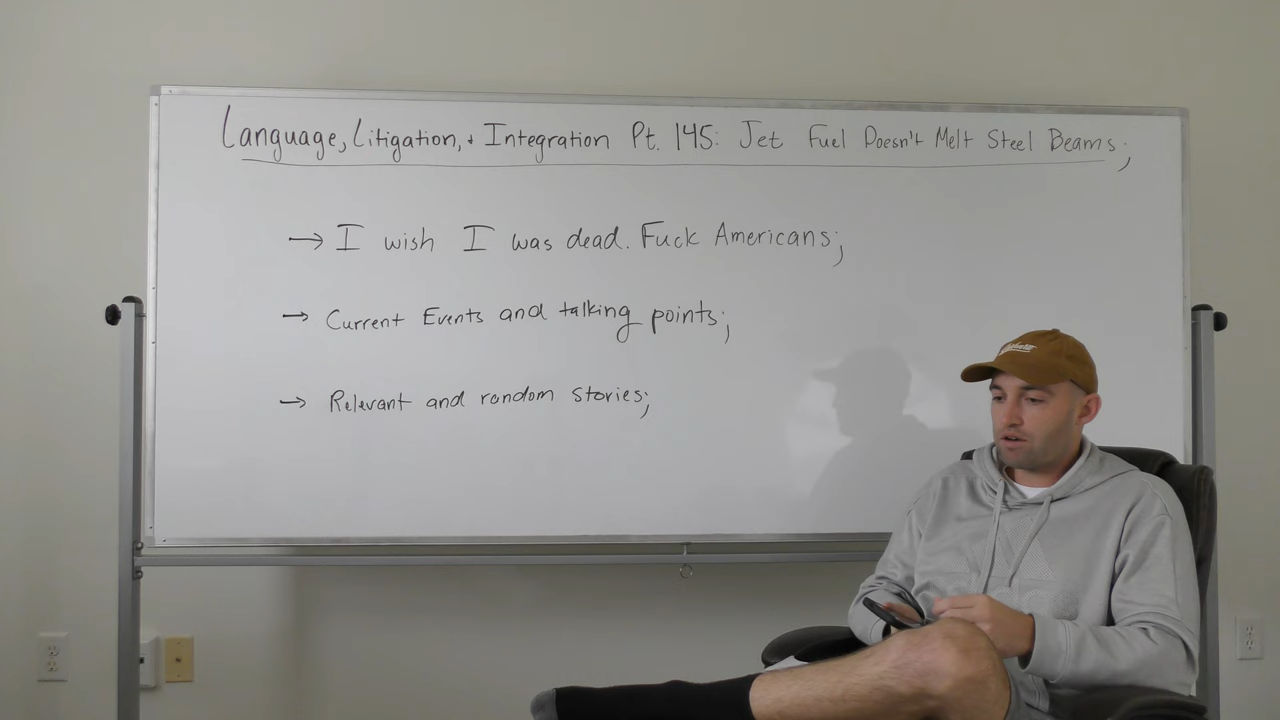 Language, Litigation, + Integration Pt. 145: Jet Fuel Doesn't Melt Steel Beams;
→ I wish I was dead. Fuck Americans;
→ Current Events and talking points;
→ Relevant and random stories;